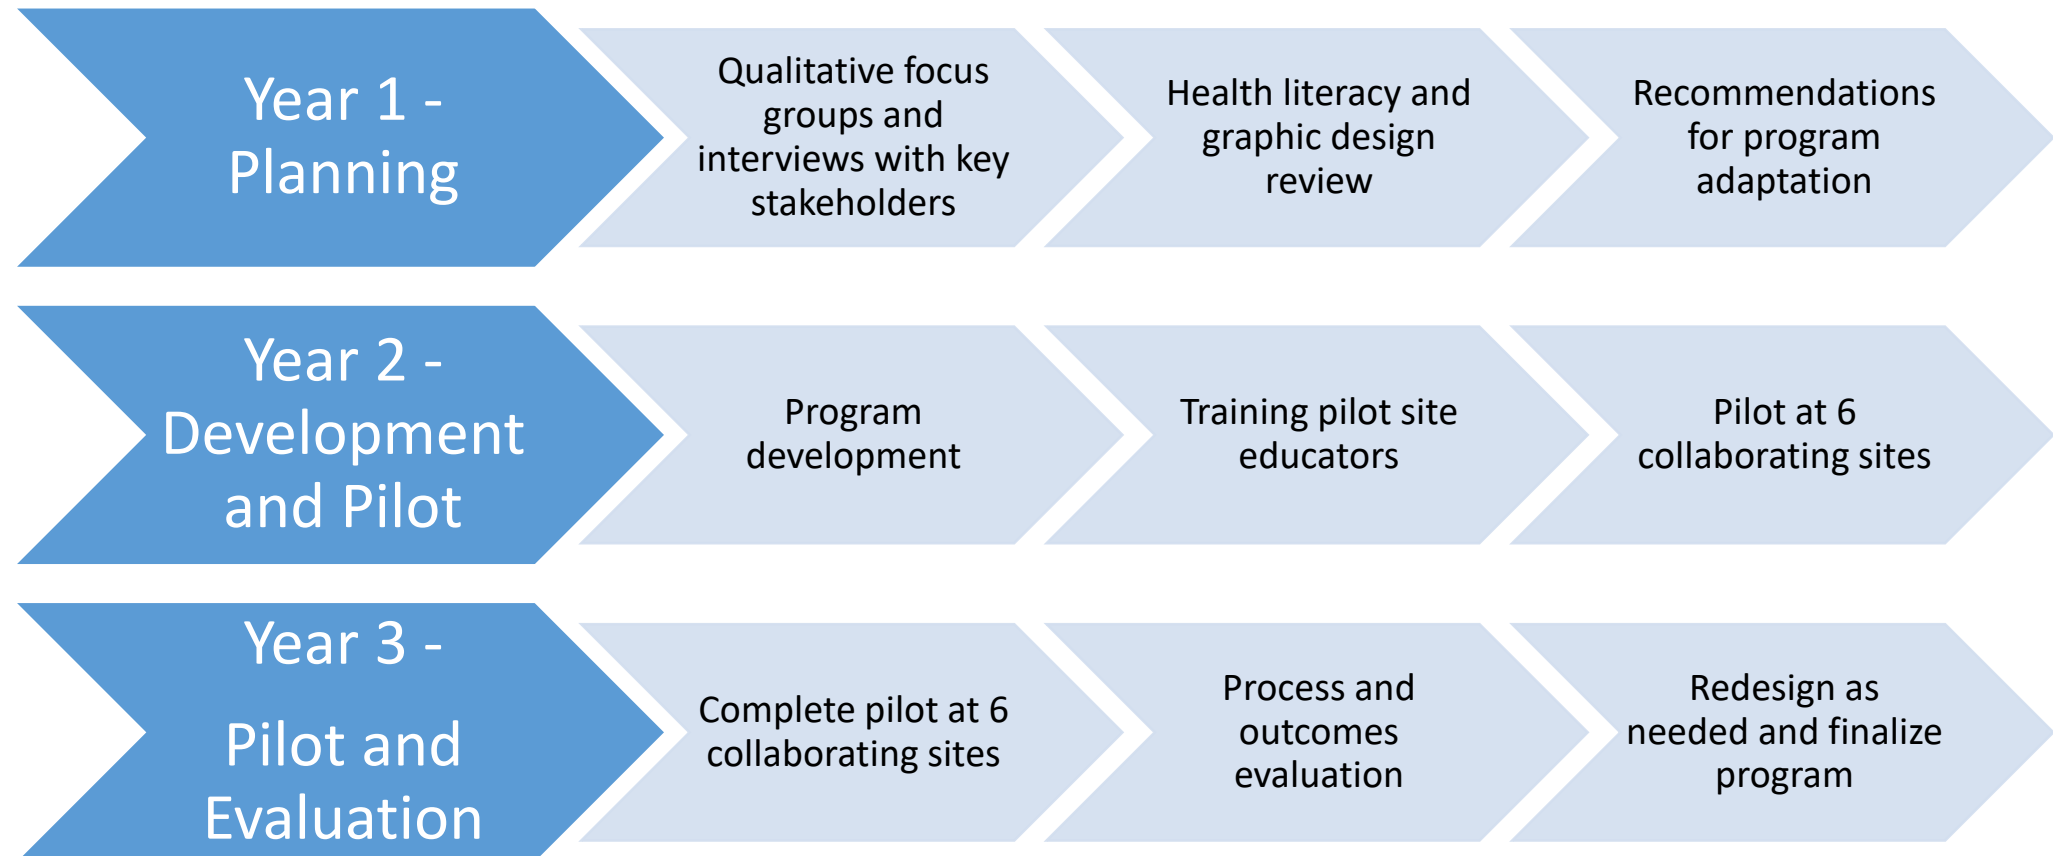 Year 1 -
Planning
Qualitative focus
groups and
interviews with key
stakeholders
Health literacy and
graphic design
review
Recommendations
for program
adaptation
Year 2 -
Development
and Pilot
Program
development
Training pilot site
educators
Pilot at 6
collaborating sites
Year 3 -
Pilot and
Evaluation
Complete pilot at 6
collaborating sites
Process and
outcomes
evaluation
Redesign as
needed and finalize
program